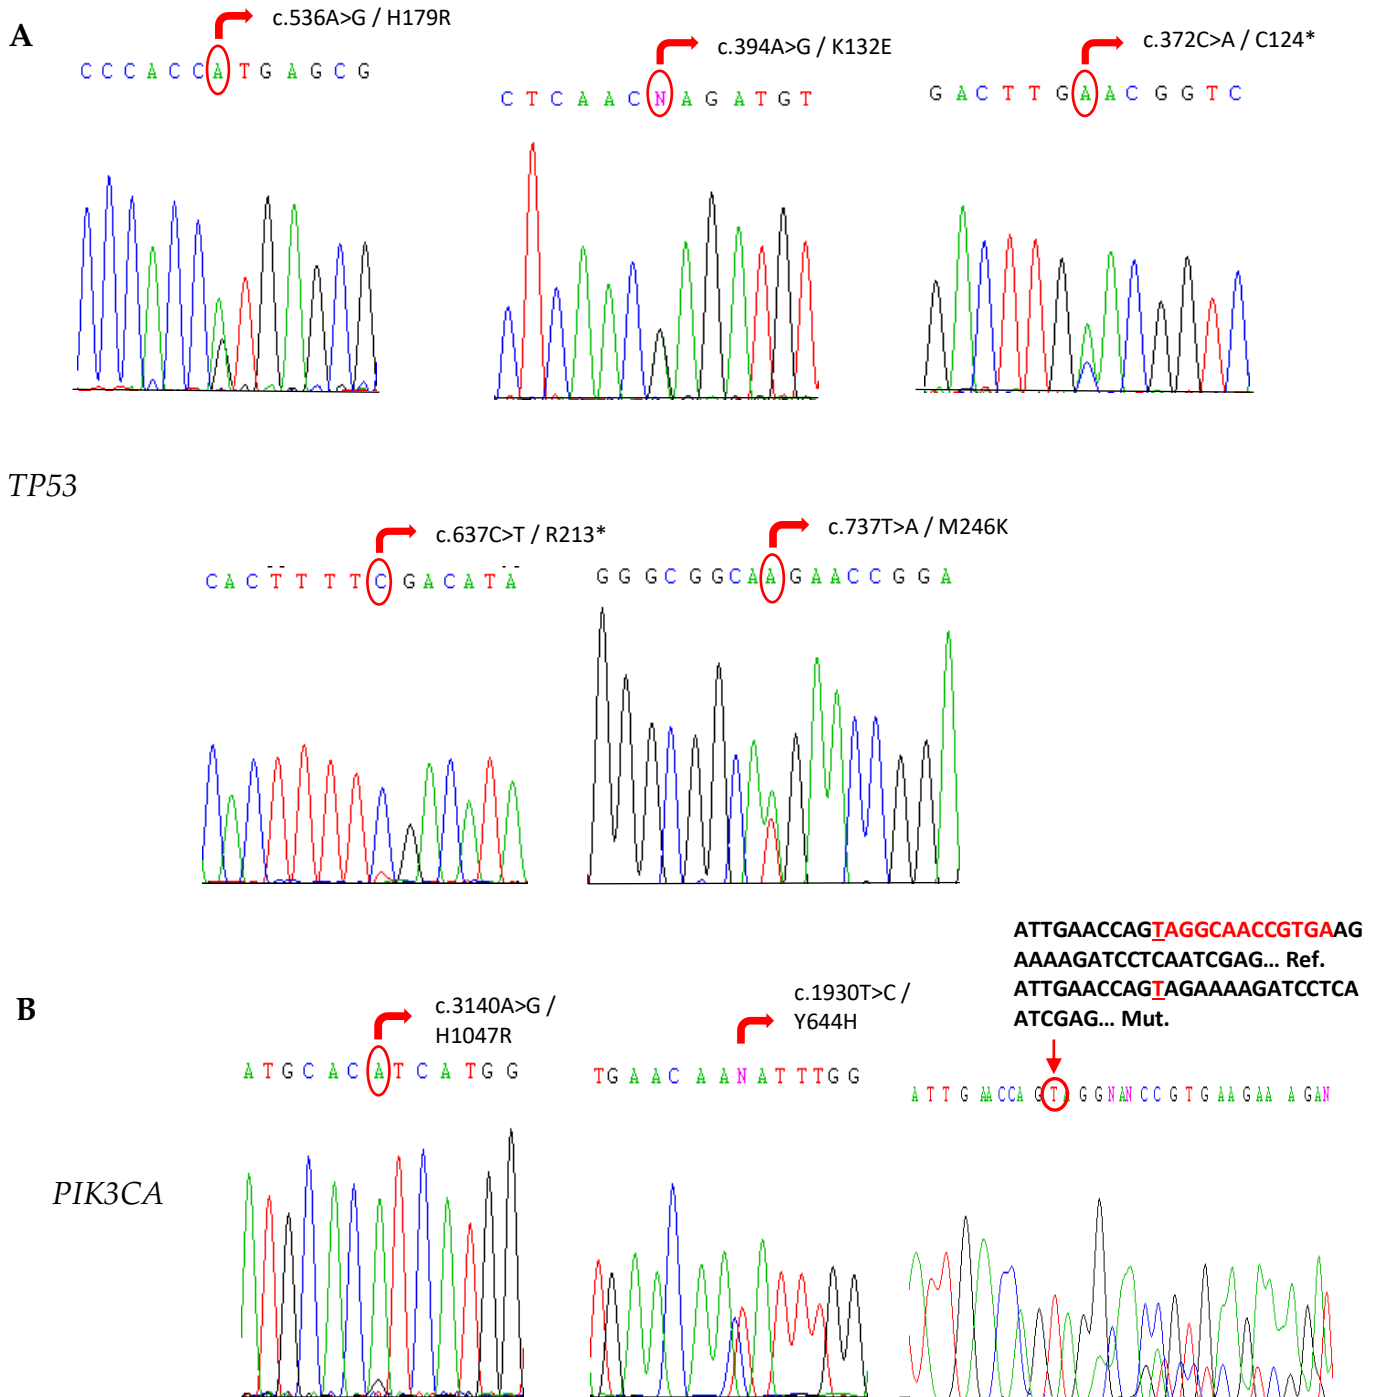 A
c.536A>G / H179R
C C C A C C A T G A G C G
c.394A>G / K132E
C T C A A C N A G A T G T
c.372C>A / C124*
G A C T T G A A C G G T C
TP53
c.637C>T / R213*
C A C T T T T C G A C A T A
c.737T>A / M246K
G G G C G G C A A G A A C C G G A
B
c.3140A>G /
H1047R
A T G C A C A T C A T G G
c.1930T>C /
Y644H
T G A A C A A N A T T T G G
ATTGAACCAGTAGGCAACCGTGAAG
AAAAGATCCTCAATCGAG... Ref.
ATTGAACCAGTAGAAAAGATCCTCA
ATCGAG... Mut.
A T T G A A C C A G T A G G N A N C C G T G A A G A A A G A N
PIK3CA